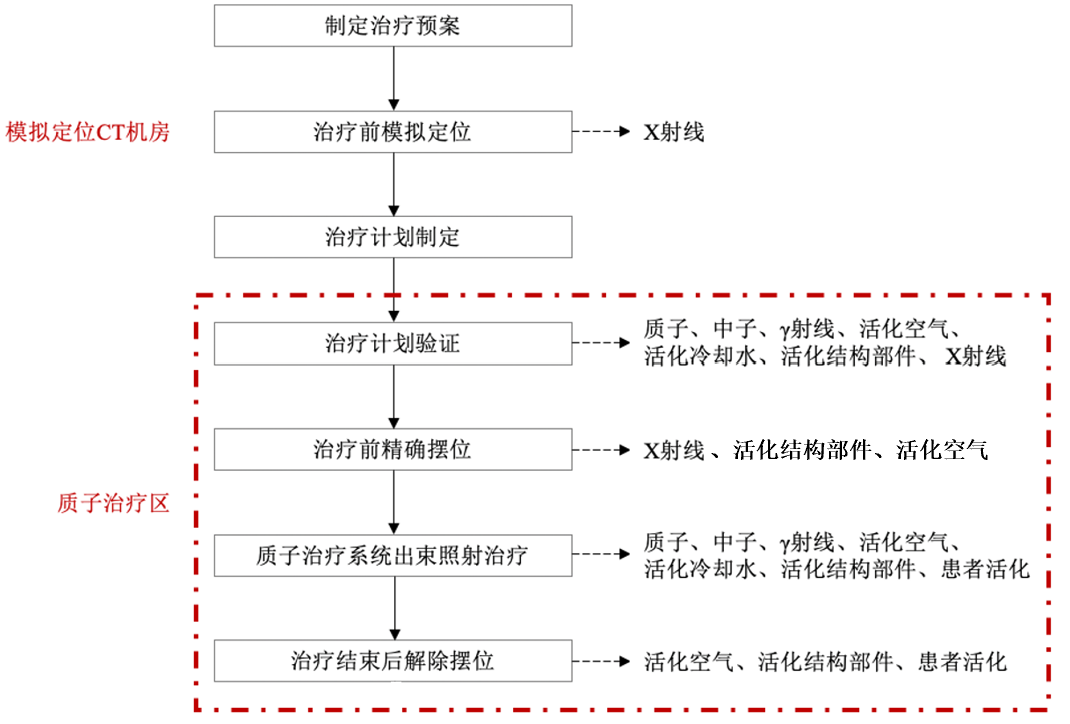 制定治疗预案
模拟定位CT机房
治疗前模拟定位
X射线
治疗计划制定
治疗计划验证
质子、中子、γ射线、活化空气、
活化冷却水、活化结构部件、 X射线
治疗前精确摆位
X射线 、活化结构部件、活化空气
质子治疗区
质子治疗系统出束照射治疗
质子、中子、γ射线、活化空气、
活化冷却水、活化结构部件、患者活化
治疗结束后解除摆位
活化空气、活化结构部件、患者活化